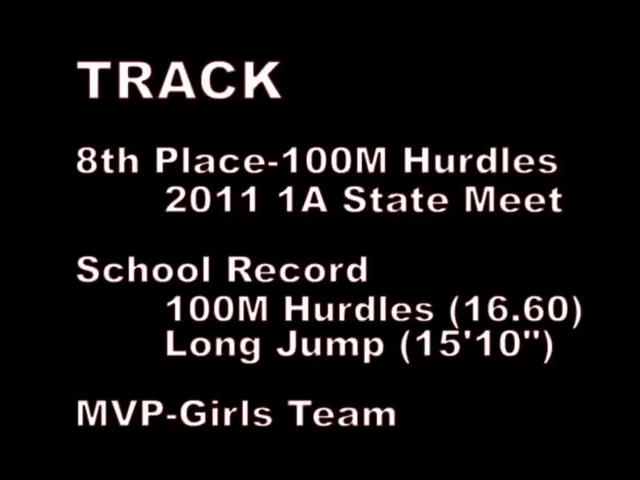 TRACK
8th Place-100M Hurdles
2011 1A State Meet
School Record
100M Hurdles (16.60)
Long Jump (15'10")
MVP-Girls Team